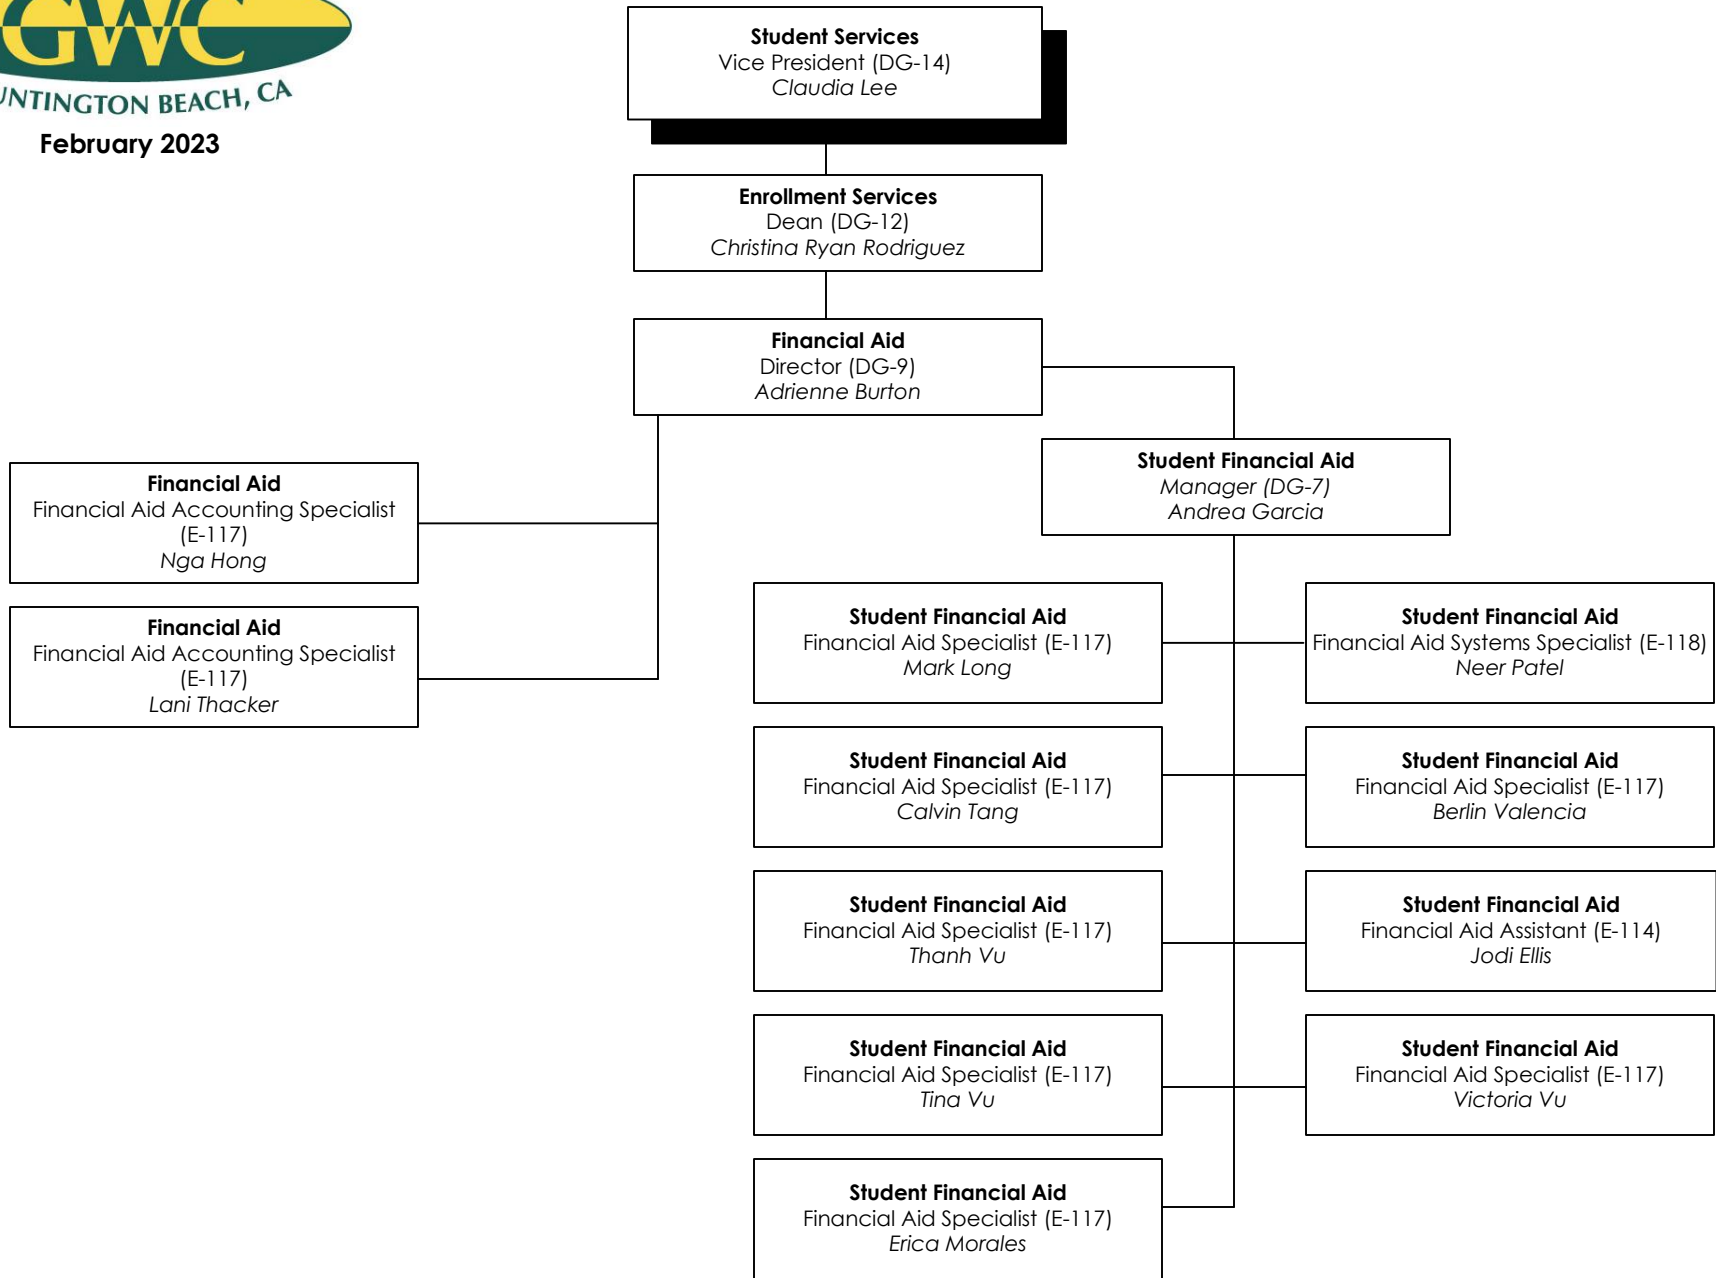 GWC
HUNTINGTON BEACH, CA
February 2023
Student Services
Vice President (DG-14)
Claudia Lee
Enrollment Services
Dean (DG-12)
Christina Ryan Rodriguez
Financial Aid
Director (DG-9)
Adrienne Burton
Student Financial Aid
Manager (DG-7)
Andrea Garcia
Financial Aid
Financial Aid Accounting Specialist
(E-117)
Nga Hong
Financial Aid
Financial Aid Accounting Specialist
(E-117)
Lani Thacker
Student Financial Aid
Financial Aid Specialist (E-117)
Mark Long
Student Financial Aid
Financial Aid Systems Specialist (E-118)
Neer Patel
Student Financial Aid
Financial Aid Specialist (E-117)
Calvin Tang
Student Financial Aid
Financial Aid Specialist (E-117)
Berlin Valencia
Student Financial Aid
Financial Aid Specialist (E-117)
Thanh Vu
Student Financial Aid
Financial Aid Assistant (E-114)
Jodi Ellis
Student Financial Aid
Financial Aid Specialist (E-117)
Tina Vu
Student Financial Aid
Financial Aid Specialist (E-117)
Victoria Vu
Student Financial Aid
Financial Aid Specialist (E-117)
Erica Morales